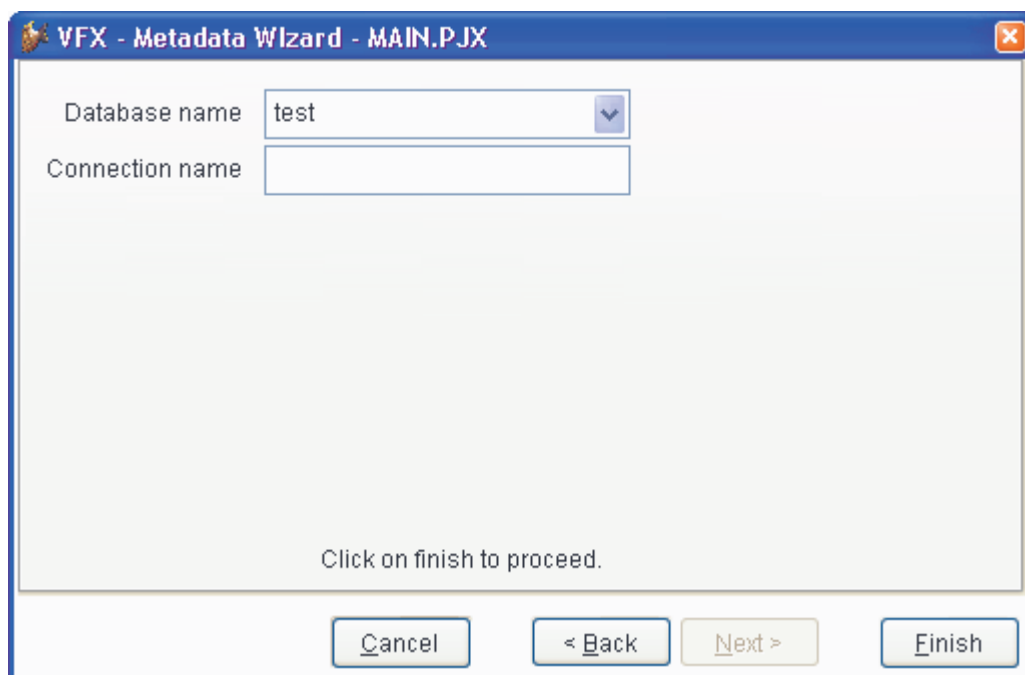 VFX - Metadata WIzard - MAIN.PJX
Database name test
Connection name
Click on finish to proceed.
Cancel < Back Next > Finish